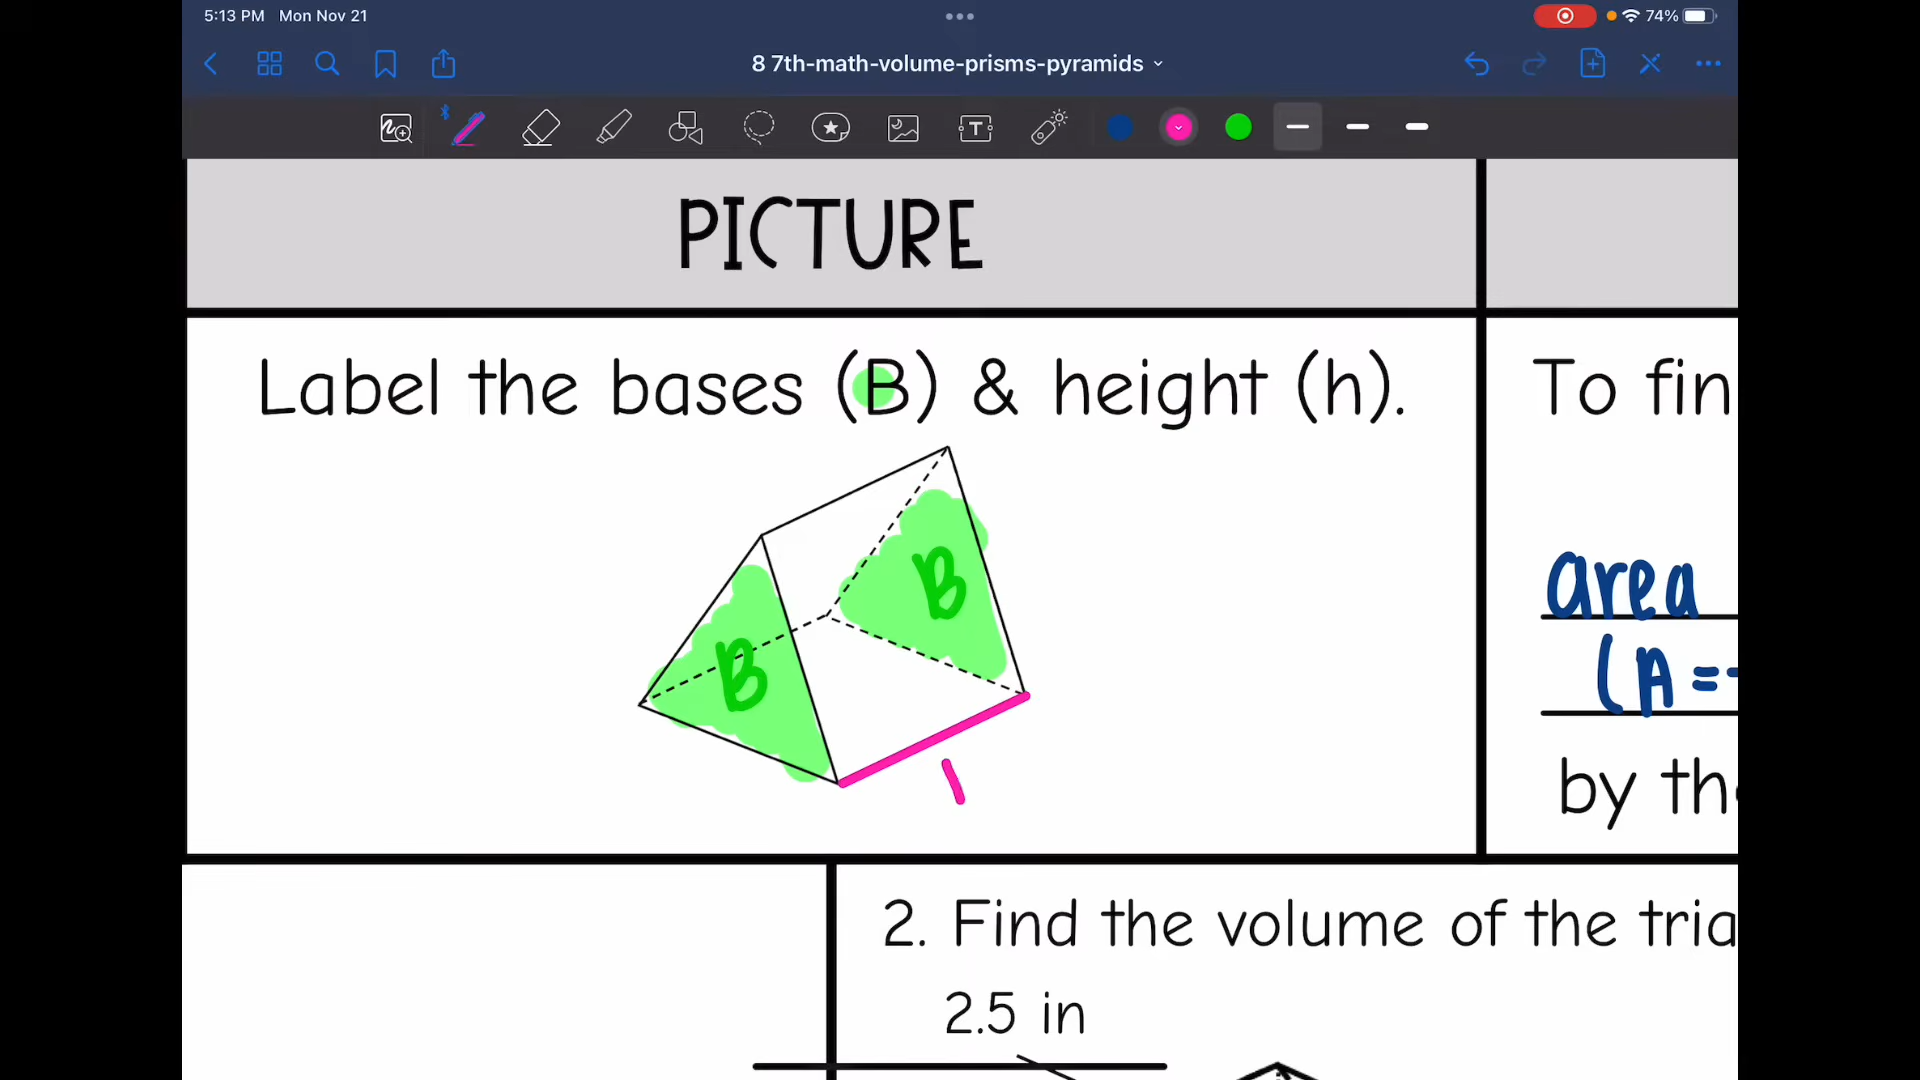 5:13 PM Mon Nov 21
74%
8 7th-math-volume-prisms-pyramids
T
PICTURE
Label the bases (B) & height (h).
B
B
To fin
area
(A =
by th
2. Find the volume of the tria
2.5 in